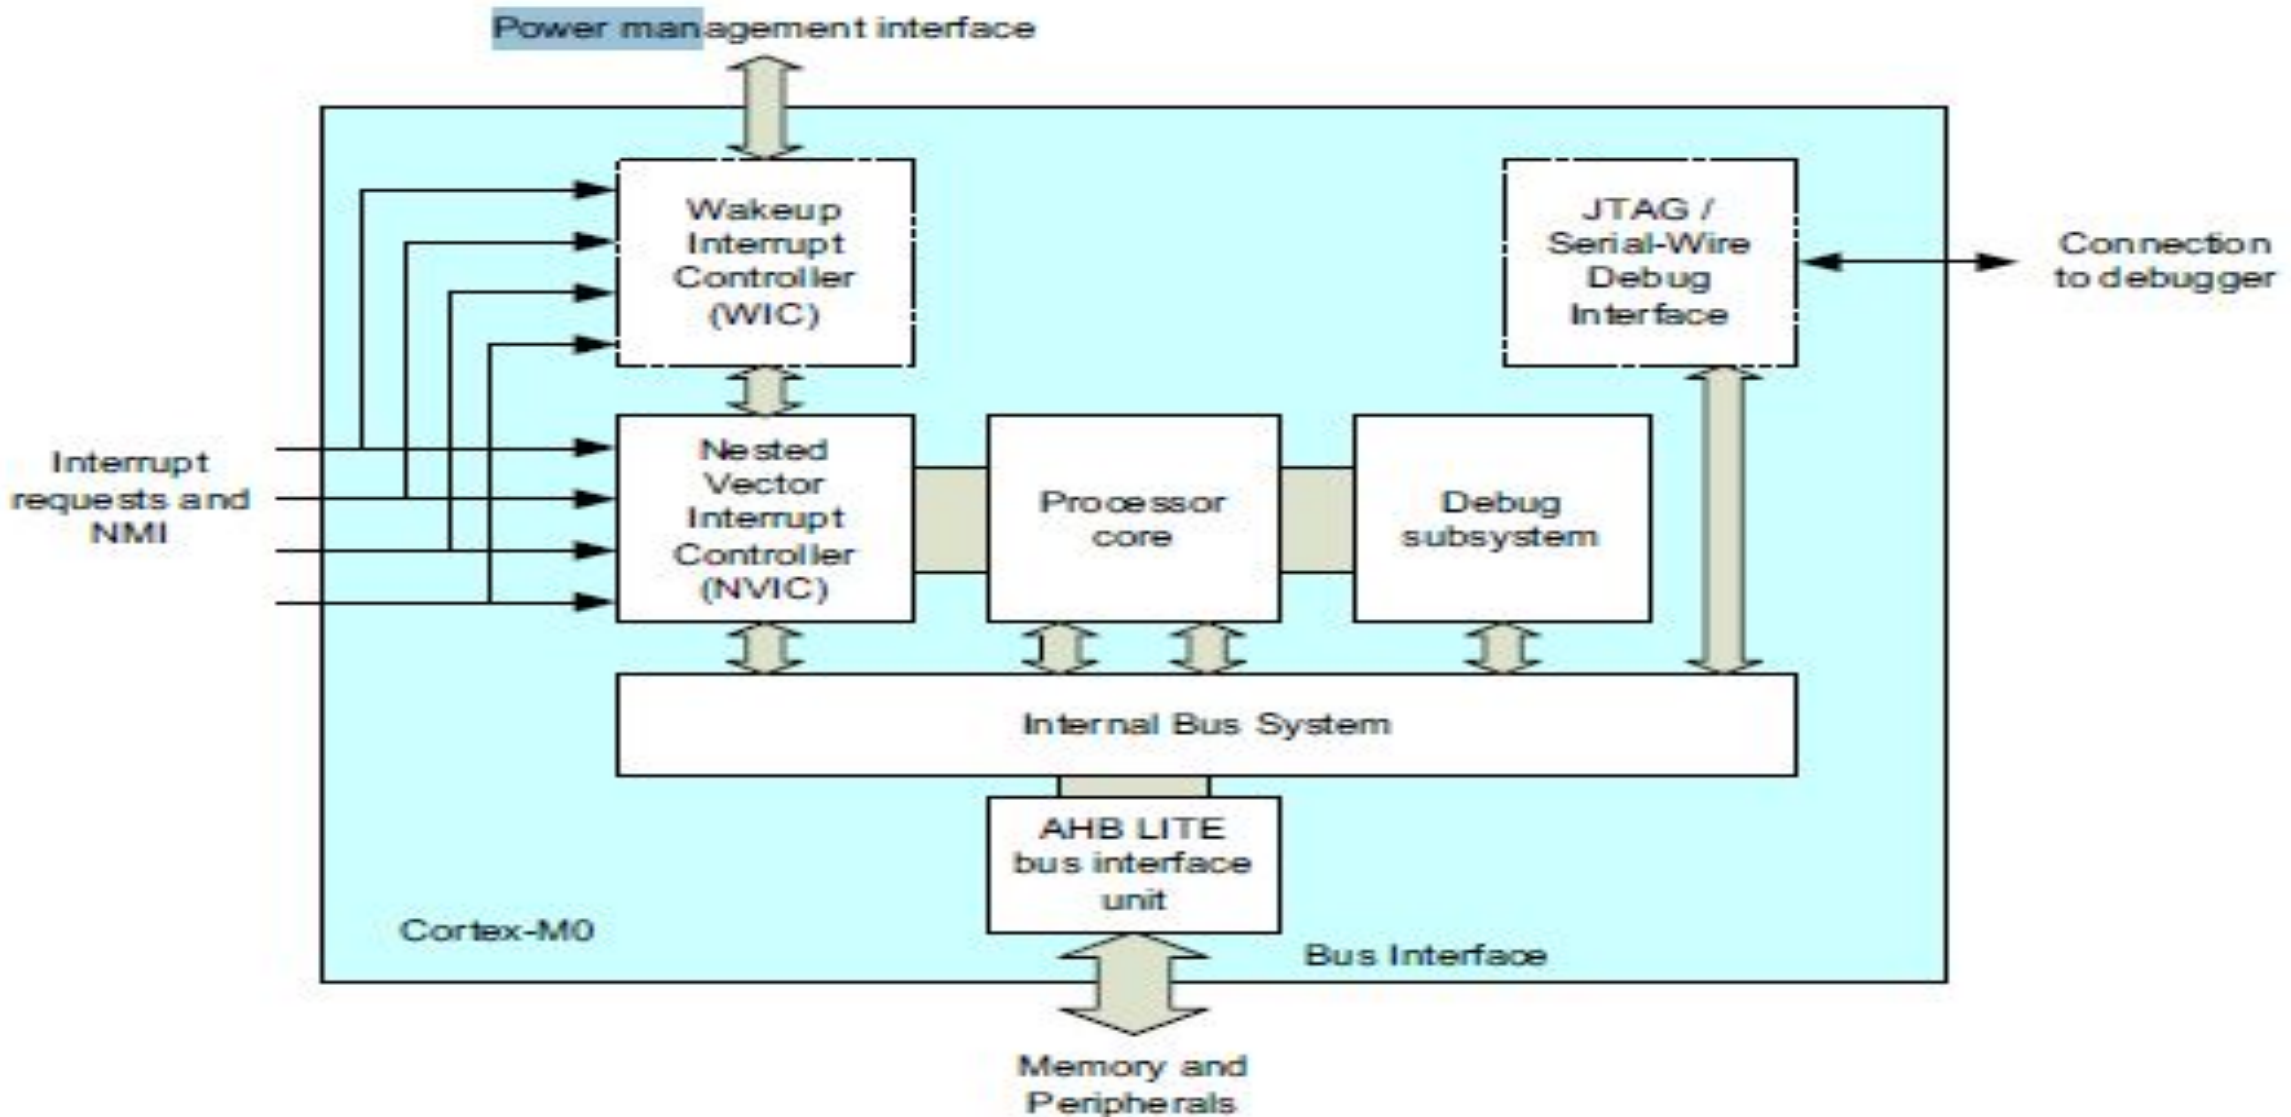 Power management interface
Wakeup
Interrupt
Controller
(WIC)
JTAG /
Serial-Wire
Debug
Interface
Connection
to debugger
Interrupt
requests and
NMI
Nested
Vector
Interrupt
Controller
(NVIC)
Processor
core
Debug
subsystem
Internal Bus System
AHB LITE
bus interface
unit
Cortex-M0
Bus Interface
Memory and
Peripherals